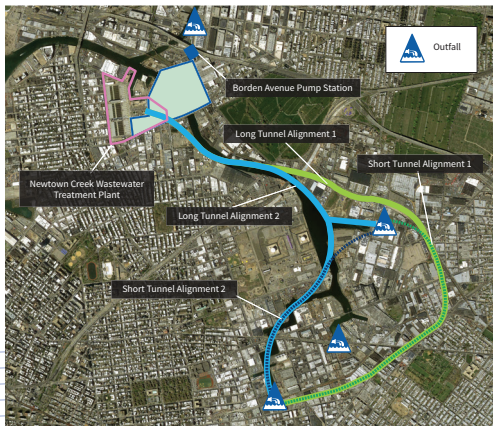 Outfall
Borden Avenue Pump Station
Long Tunnel Alignment 1
Short Tunnel Alignment 1
Newtown Creek Wastewater
Treatment Plant
Long Tunnel Alignment 2
Short Tunnel Alignment 2